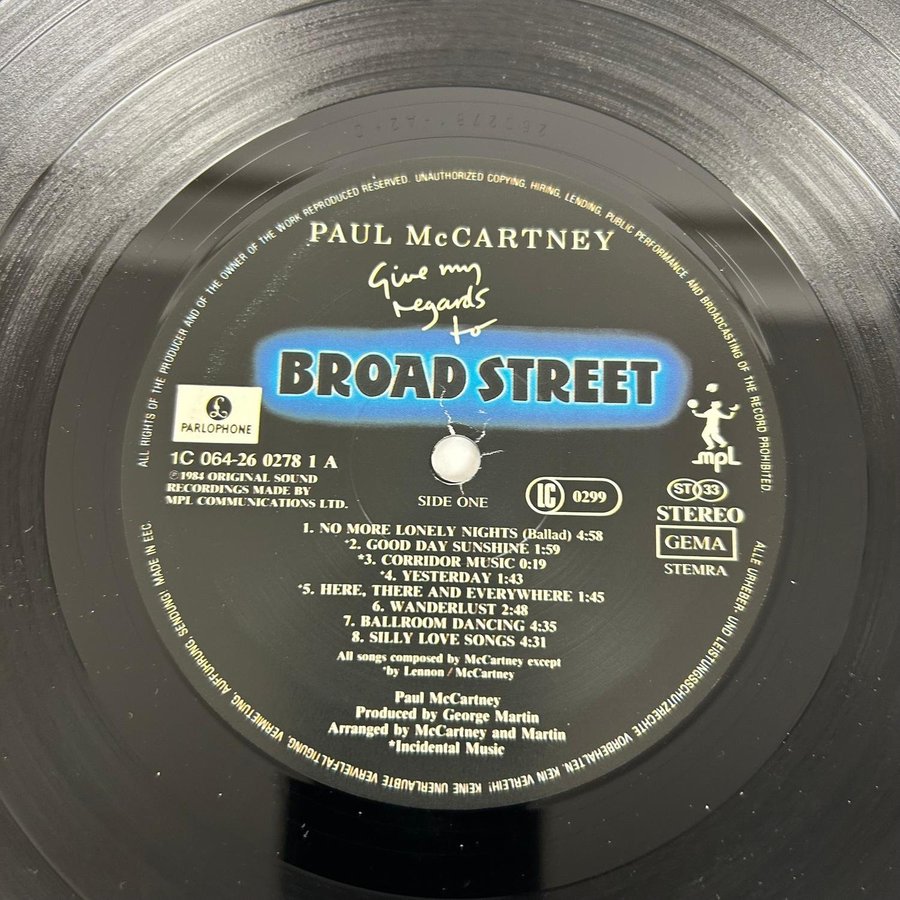 ALL RIGHTS OF THE PRODUCER AND OF THE OWNER OF THE WORK REPRODUCED RESERVED. UNAUTHORIZED COPYING, HIRING, LENDING, PUBLIC PERFORMANCE AND BROADCASTING OF THE RECORD PROHIBITED.
PAUL McCARTNEY
Give my
regards
to
BROAD STREET
£
PARLOPHONE
mpl
1C 064-26 0278 1 A
℗1984 ORIGINAL SOUND
RECORDINGS MADE BY
MPL COMMUNICATIONS LTD.
SIDE ONE
LC 0299
ST 33
STEREO
GEMA
STEMRA
1. NO MORE LONELY NIGHTS (Ballad) 4:58
*2. GOOD DAY SUNSHINE 1:59
*3. CORRIDOR MUSIC 0:19
*4. YESTERDAY 1:43
*5. HERE, THERE AND EVERYWHERE 1:45
6. WANDERLUST 2:48
7. BALLROOM DANCING 4:35
8. SILLY LOVE SONGS 4:31
All songs composed by McCartney except
*by Lennon / McCartney
Paul McCartney
Produced by George Martin
Arranged by McCartney and Martin
*Incidental Music
ALLE URHEBER- UND LEISTUNGSSCHUTZRECHTE VORBEHALTEN. KEIN VERLEIH! KEINE UNERLAUBTE VERVIELFÄLTIGUNG, VERMIETUNG, AUFFÜHRUNG, SENDUNG! MADE IN EEC.